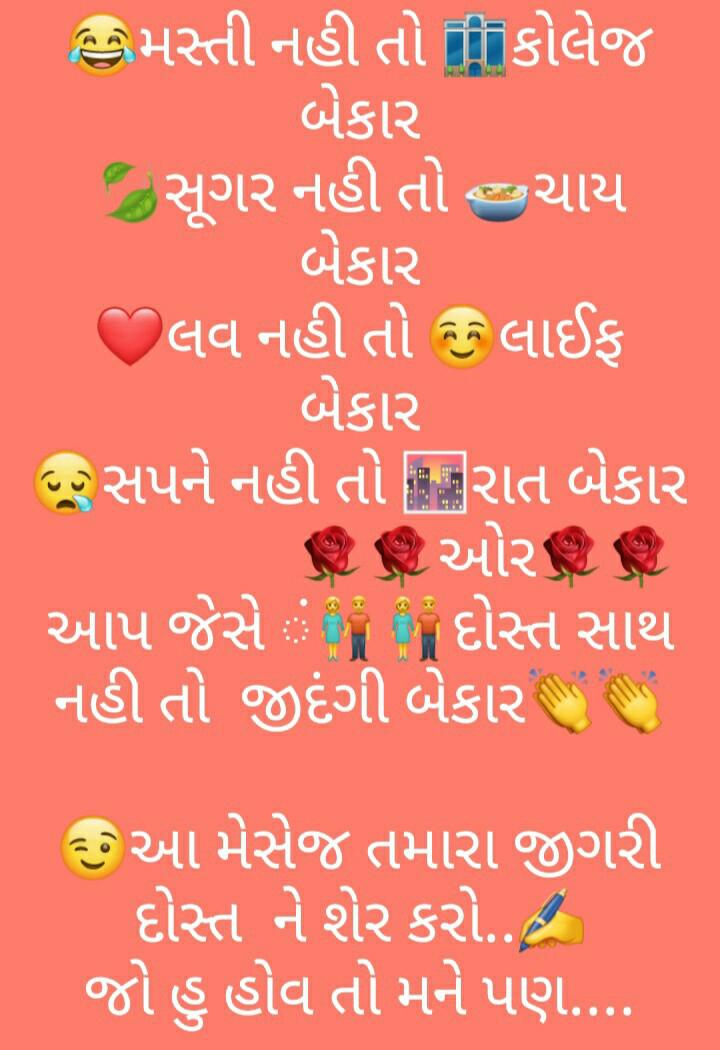 😂મસ્તી નહી તો 🏬કોલેજ
બેકાર
🍃સૂગર નહી તો 🍲ચાય
બેકાર
❤️લવ નહી તો ☺️લાઈફ
બેકાર
😪સપને નહી તો 🌆રાત બેકાર
🌹🌹ઓર🌹🌹
આપ જેસે ં👫👫દોસ્ત સાથ
નહી તો જીદંગી બેકાર👏👏
😉આ મેસેજ તમારા જીગરી
દોસ્ત ને શેર કરો..✍️
જો હુ હોવ તો મને પણ....